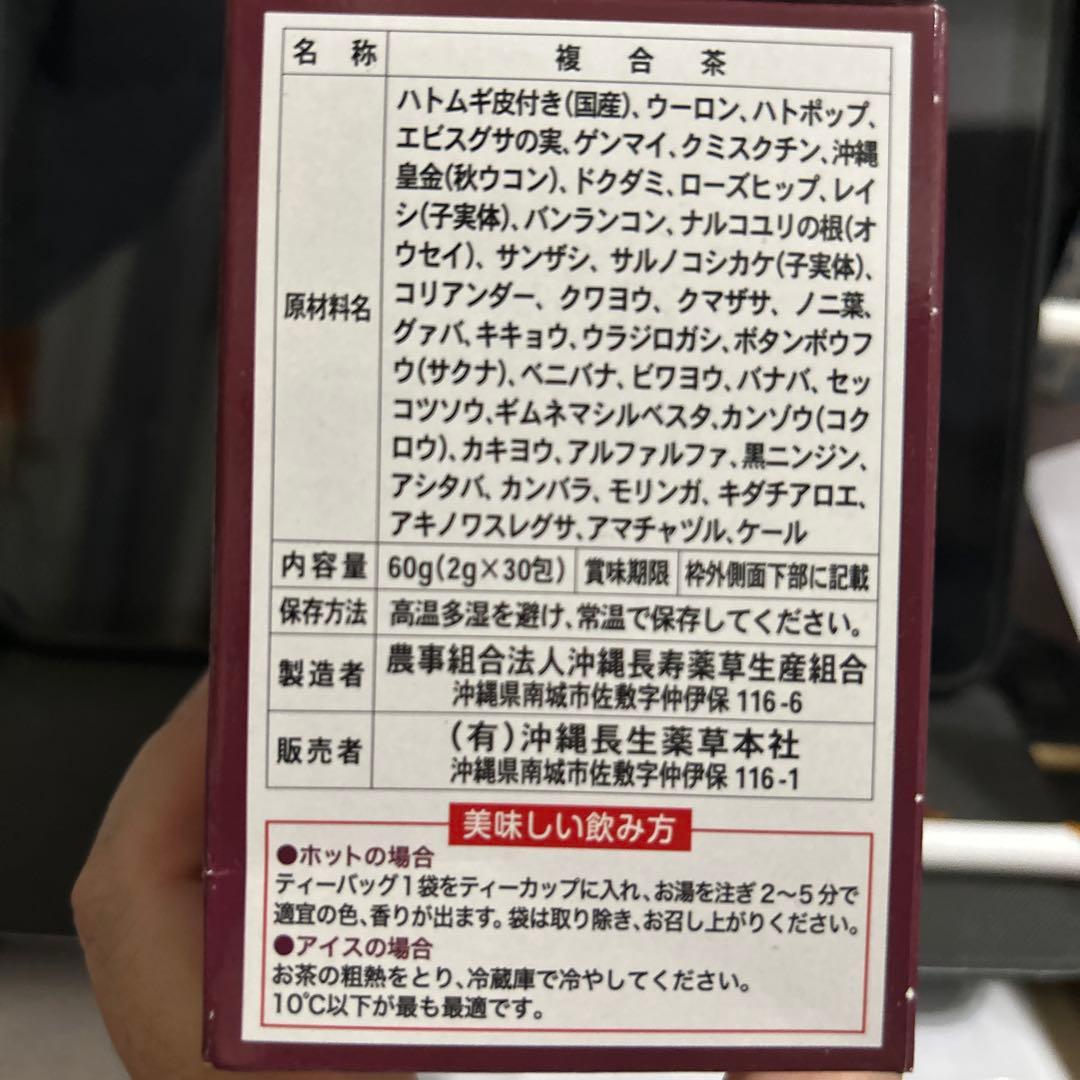 名 称 複 合 茶
原材料名
ハトムギ皮付き(国産)、ウーロン、ハトポップ、
エビスグサの実、ゲンマイ、クミスクチン、沖縄
皇金(秋ウコン)、ドクダミ、ローズヒップ、レイ
シ(子実体)、バンランコン、ナルコユリの根(オ
ウセイ)、サンザシ、サルノコシカケ(子実体)、
コリアンダー、クワヨウ、クマザサ、ノニ葉、
グァバ、キキョウ、ウラジロガシ、ボタンボウフ
ウ(サクナ)、ベニバナ、ビワヨウ、バナバ、セッ
コツソウ、ギムネマシルベスタ、カンゾウ(コク
ロウ)、カキヨウ、アルファルファ、黒ニンジン、
アシタバ、カンバラ、モリンガ、キダチアロエ、
アキノワスレグサ、アマチャヅル、ケール
内容量 60g(2g×30包) 賞味期限 枠外側面下部に記載
保存方法 高温多湿を避け、常温で保存してください。
製造者 農事組合法人沖縄長寿薬草生産組合
沖縄県南城市佐敷字仲伊保 116-6
販売者 (有)沖縄長生薬草本社
沖縄県南城市佐敷字仲伊保 116-1
美味しい飲み方
●ホットの場合
ティーバッグ1袋をティーカップに入れ、お湯を注ぎ2～5分で
適宜の色、香りが出ます。袋は取り除き、お召し上がりください。
●アイスの場合
お茶の粗熱をとり、冷蔵庫で冷やしてください。
10℃以下が最も最適です。